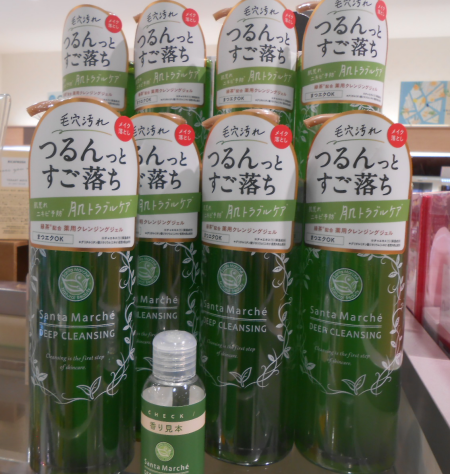 毛穴汚れ
メイク
落とし
つるんっと
すご落ち
肌トラブルケア
薬用クレンジングジェル
まつエクOK
Santa Marché
DEEP CLEANSING
Cleansing is the first step
of skincare.
CHECK
香り見本
Santa Marché